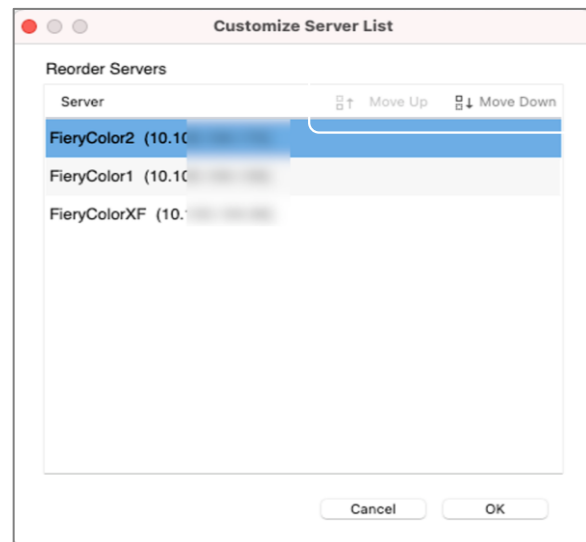 Customize Server List
Reorder Servers
Server Move Up Move Down
FieryColor2 (10.10
FieryColor1 (10.10
FieryColorXF (10.
Cancel OK